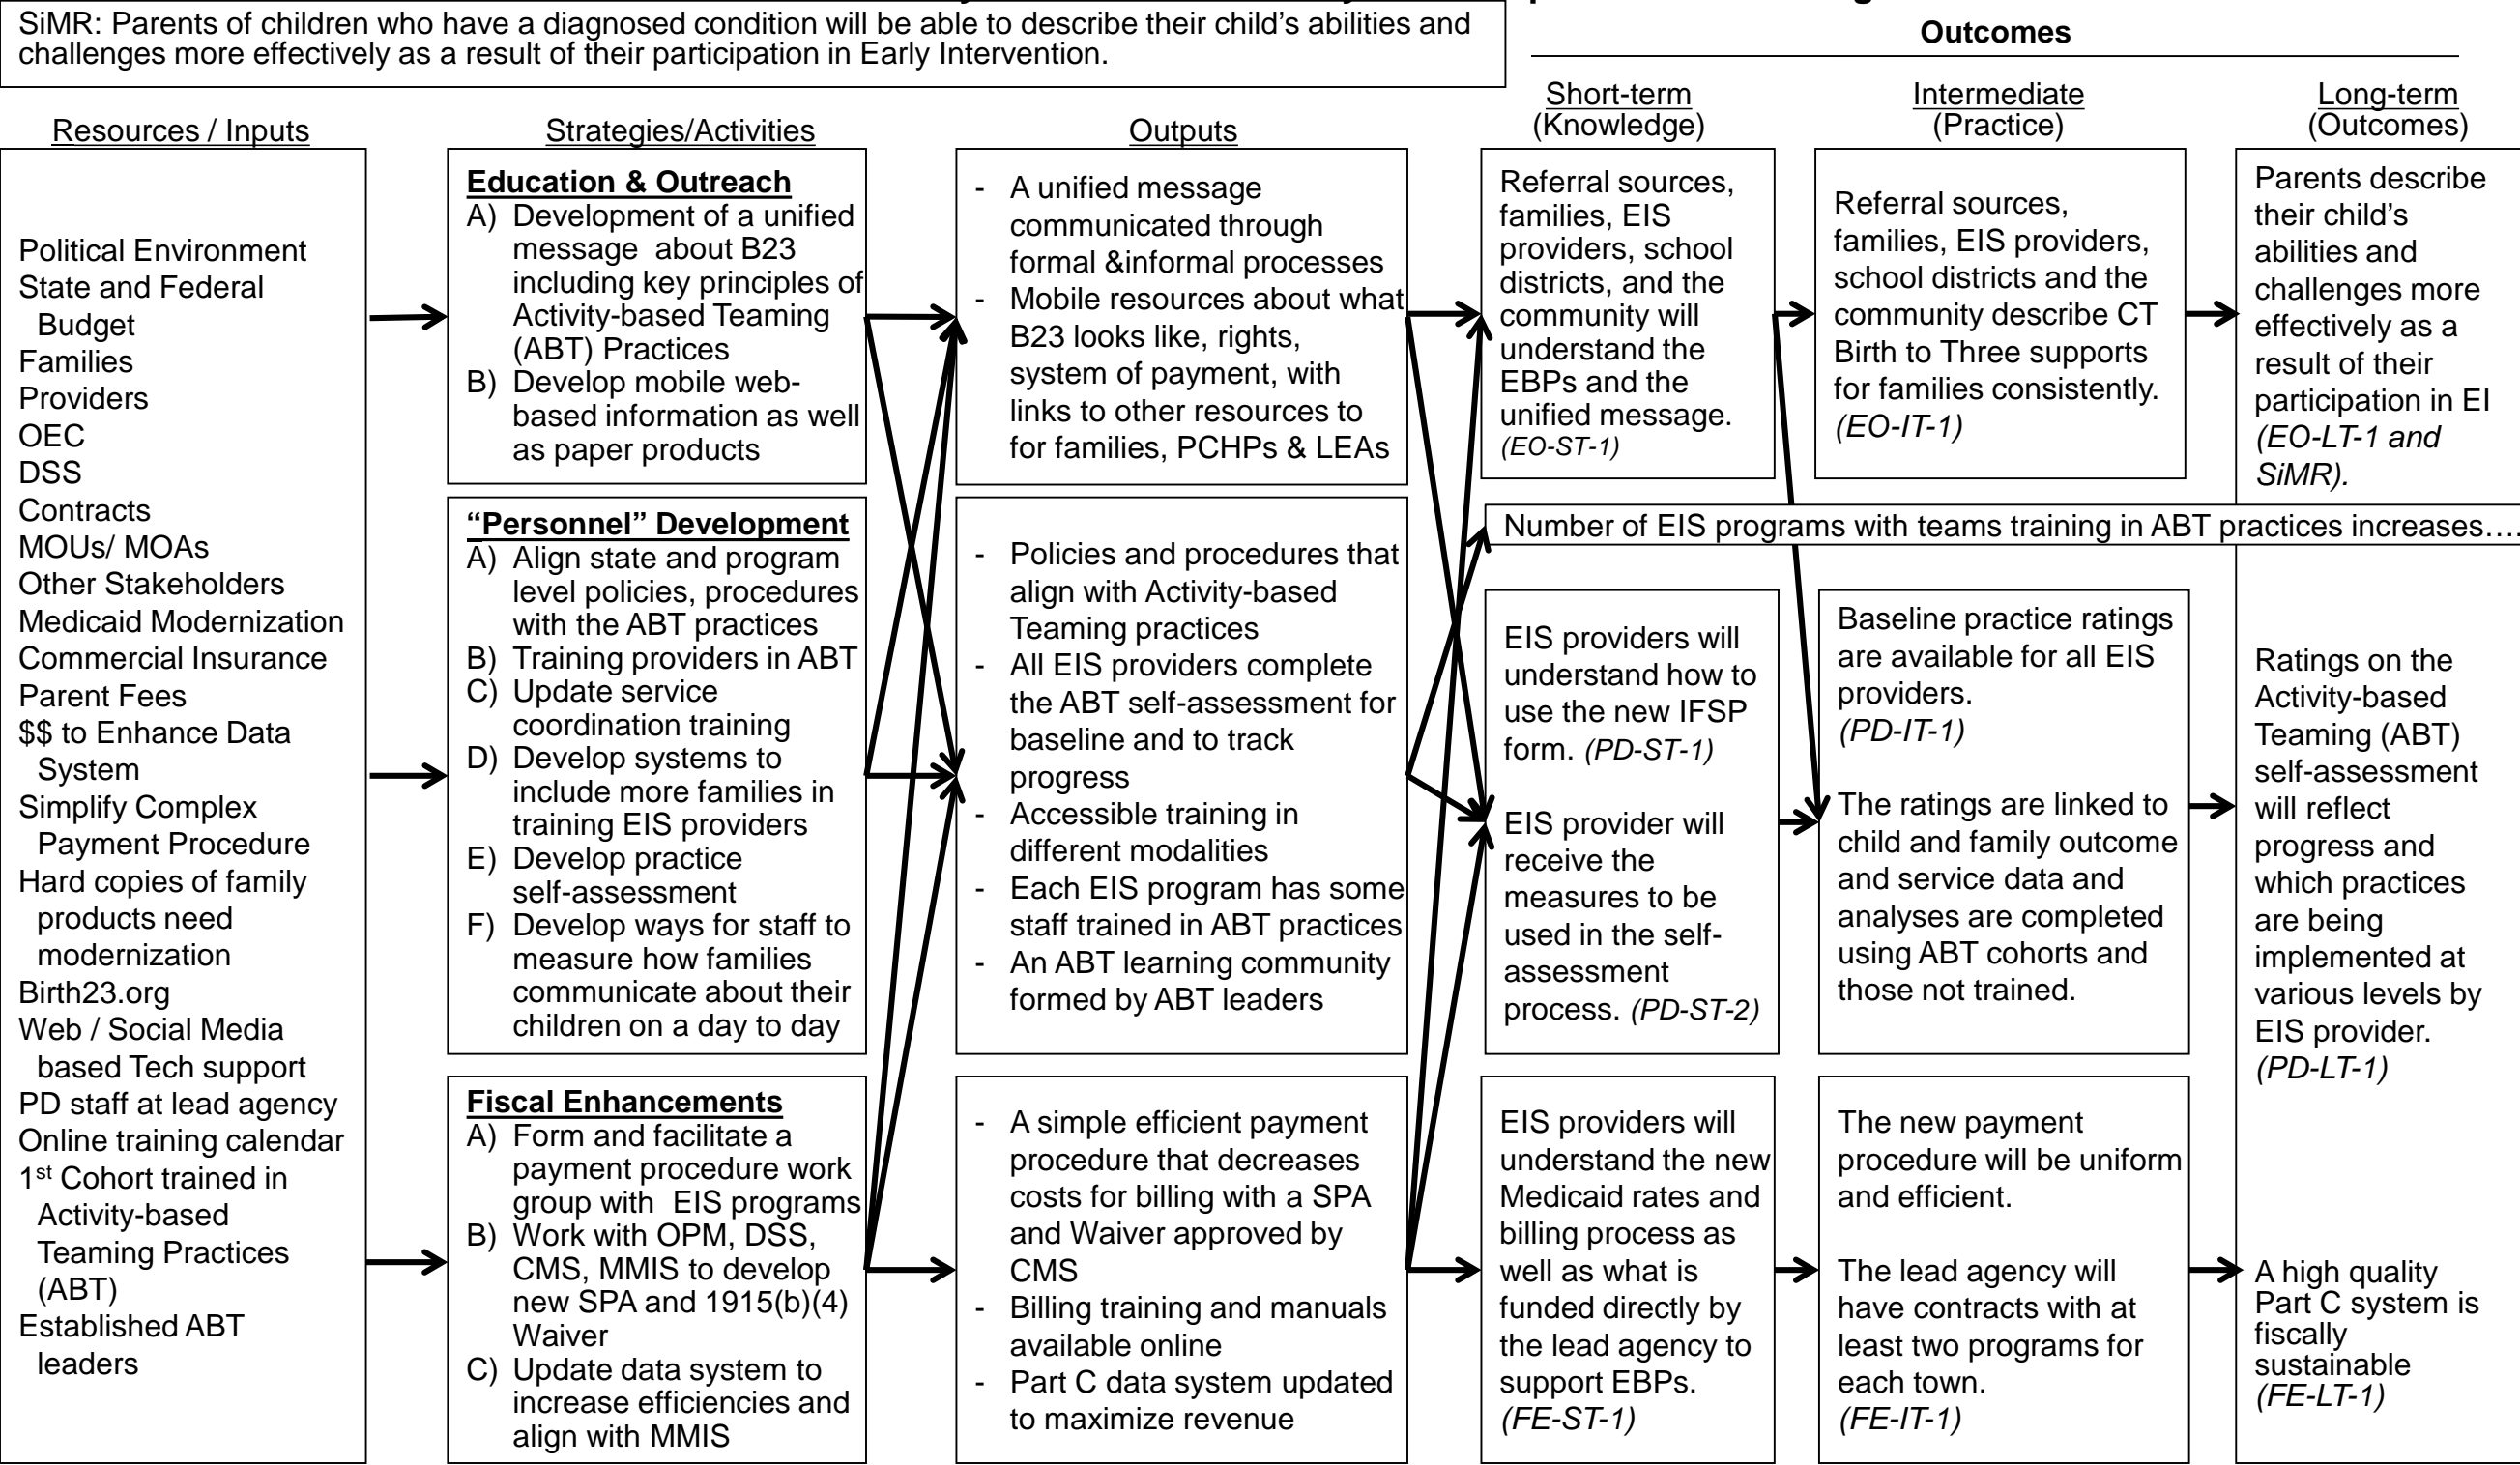 SiMR: Parents of children who have a diagnosed condition will be able to describe their child’s abilities and
challenges more effectively as a result of their participation in Early Intervention.
Outcomes
Resources / Inputs
Strategies/Activities
Outputs
Short-term
(Knowledge)
Intermediate
(Practice)
Long-term
(Outcomes)
Political Environment
State and Federal
Budget
Families
Providers
OEC
DSS
Contracts
MOUs/ MOAs
Other Stakeholders
Medicaid Modernization
Commercial Insurance
Parent Fees
$$ to Enhance Data
System
Simplify Complex
Payment Procedure
Hard copies of family
products need
modernization
Birth23.org
Web / Social Media
based Tech support
PD staff at lead agency
Online training calendar
1st Cohort trained in
Activity-based
Teaming Practices
(ABT)
Established ABT
leaders
Education & Outreach
A) Development of a unified
message about B23
including key principles of
Activity-based Teaming
(ABT) Practices
B) Develop mobile web-
based information as well
as paper products
“Personnel” Development
A) Align state and program
level policies, procedures
with the ABT practices
B) Training providers in ABT
C) Update service
coordination training
D) Develop systems to
include more families in
training EIS providers
E) Develop practice
self-assessment
F) Develop ways for staff to
measure how families
communicate about their
children on a day to day
Fiscal Enhancements
A) Form and facilitate a
payment procedure work
group with EIS programs
B) Work with OPM, DSS,
CMS, MMIS to develop
new SPA and 1915(b)(4)
Waiver
C) Update data system to
increase efficiencies and
align with MMIS
- A unified message
communicated through
formal &informal processes
- Mobile resources about what
B23 looks like, rights,
system of payment, with
links to other resources to
for families, PCHPs & LEAs
- Policies and procedures that
align with Activity-based
Teaming practices
- All EIS providers complete
the ABT self-assessment for
baseline and to track
progress
- Accessible training in
different modalities
- Each EIS program has some
staff trained in ABT practices
- An ABT learning community
formed by ABT leaders
- A simple efficient payment
procedure that decreases
costs for billing with a SPA
and Waiver approved by
CMS
- Billing training and manuals
available online
- Part C data system updated
to maximize revenue
Referral sources,
families, EIS
providers, school
districts, and the
community will
understand the
EBPs and the
unified message.
(EO-ST-1)
Referral sources,
families, EIS providers,
school districts and the
community describe CT
Birth to Three supports
for families consistently.
(EO-IT-1)
Parents describe
their child’s
abilities and
challenges more
effectively as a
result of their
participation in EI
(EO-LT-1 and
SiMR).
Number of EIS programs with teams training in ABT practices increases….
EIS providers will
understand how to
use the new IFSP
form. (PD-ST-1)
EIS provider will
receive the
measures to be
used in the self-
assessment
process. (PD-ST-2)
Baseline practice ratings
are available for all EIS
providers.
(PD-IT-1)
The ratings are linked to
child and family outcome
and service data and
analyses are completed
using ABT cohorts and
those not trained.
Ratings on the
Activity-based
Teaming (ABT)
self-assessment
will reflect
progress and
which practices
are being
implemented at
various levels by
EIS provider.
(PD-LT-1)
EIS providers will
understand the new
Medicaid rates and
billing process as
well as what is
funded directly by
the lead agency to
support EBPs.
(FE-ST-1)
The new payment
procedure will be uniform
and efficient.
The lead agency will
have contracts with at
least two programs for
each town.
(FE-IT-1)
A high quality
Part C system is
fiscally
sustainable
(FE-LT-1)